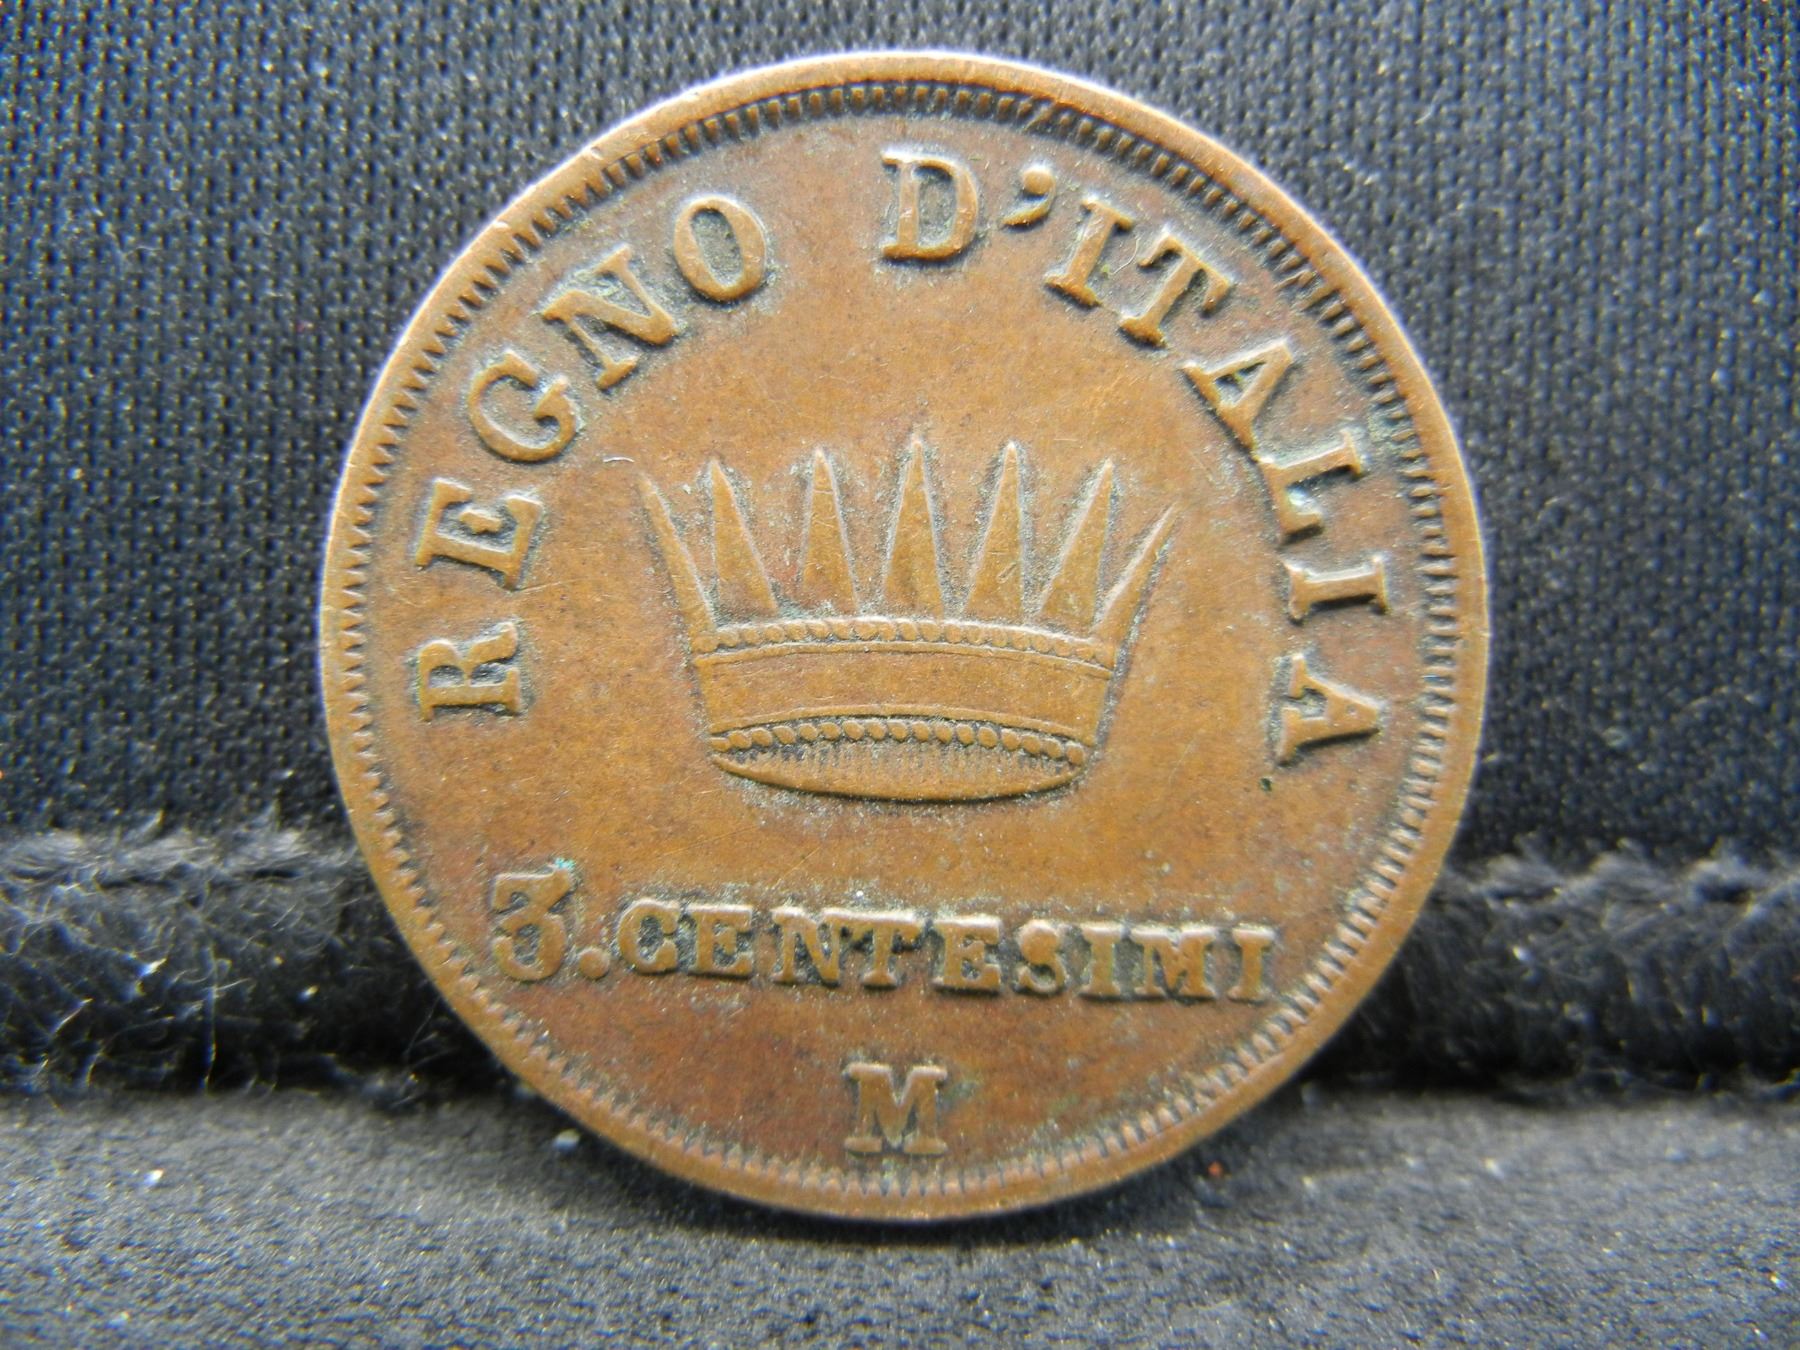 REGNO D'ITALIA
3.CENTESIMI
M